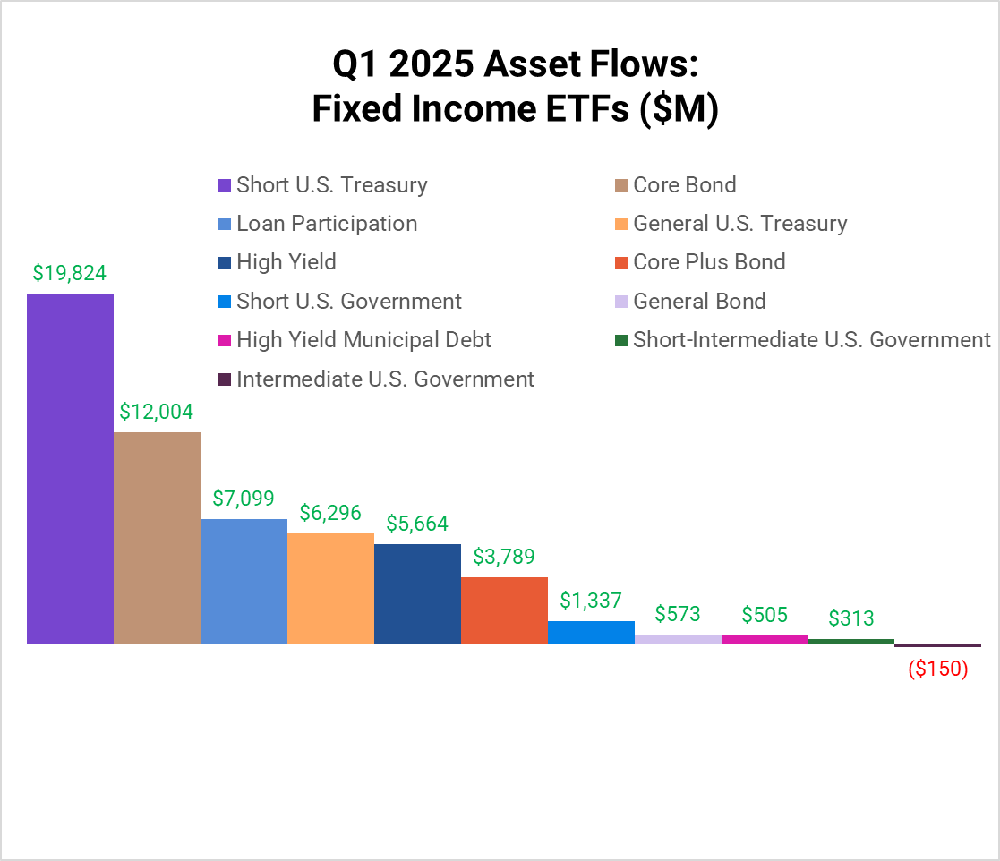 Q1 2025 Asset Flows:
Fixed Income ETFs ($M)
Short U.S. Treasury
Core Bond
Loan Participation
General U.S. Treasury
High Yield
Core Plus Bond
Short U.S. Government
General Bond
High Yield Municipal Debt
Short-Intermediate U.S. Government
Intermediate U.S. Government
$19,824
$12,004
$7,099
$6,296
$5,664
$3,789
$1,337
$573
$505
$313
($150)